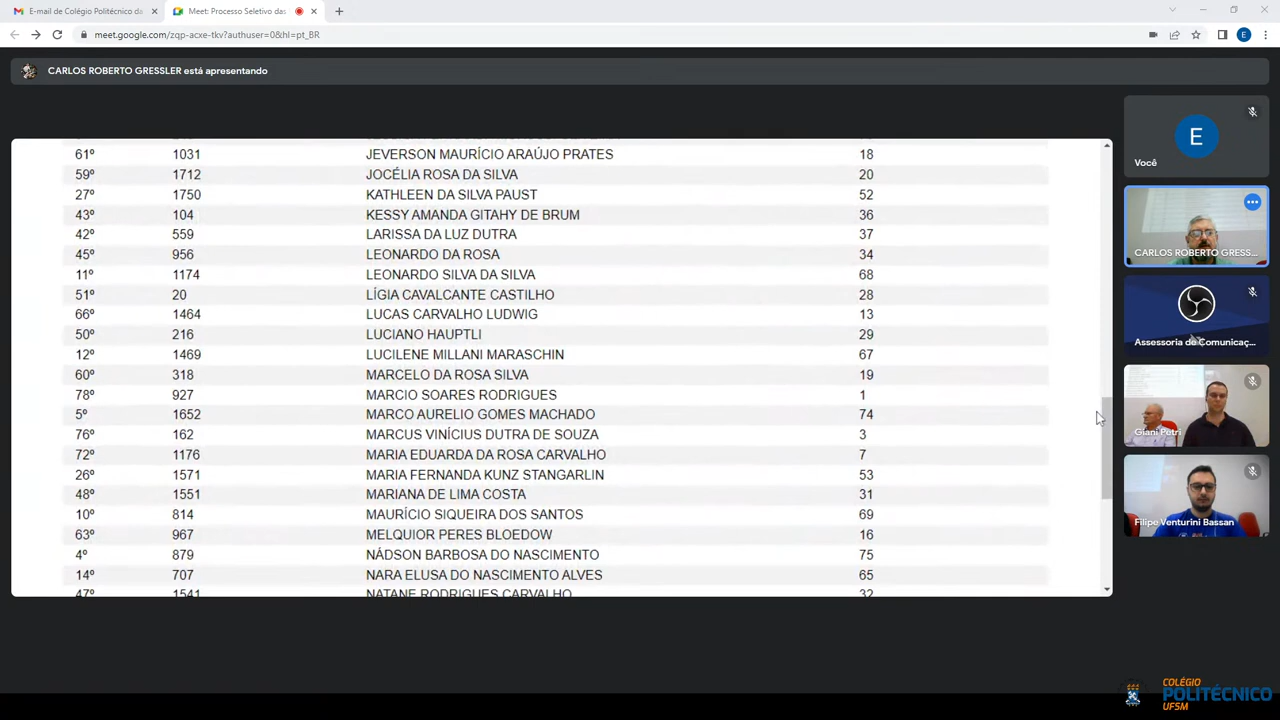 E-mail de Colégio Politécnico da
Meet: Processo Seletivo das
meet.google.com/zqp-acxe-tkv?authuser=0&hl=pt_BR
E
CARLOS ROBERTO GRESSLER está apresentando
61º 1031 JEVERSON MAURÍCIO ARAÚJO PRATES 18
59º 1712 JOCÉLIA ROSA DA SILVA 20
27º 1750 KATHLEEN DA SILVA PAUST 52
43º 104 KESSY AMANDA GITAHY DE BRUM 36
42º 559 LARISSA DA LUZ DUTRA 37
45º 956 LEONARDO DA ROSA 34
11º 1174 LEONARDO SILVA DA SILVA 68
51º 20 LÍGIA CAVALCANTE CASTILHO 28
66º 1464 LUCAS CARVALHO LUDWIG 13
50º 216 LUCIANO HAUPTLI 29
12º 1469 LUCILENE MILLANI MARASCHIN 67
60º 318 MARCELO DA ROSA SILVA 19
78º 927 MARCIO SOARES RODRIGUES 1
5º 1652 MARCO AURELIO GOMES MACHADO 74
76º 162 MARCUS VINÍCIUS DUTRA DE SOUZA 3
72º 1176 MARIA EDUARDA DA ROSA CARVALHO 7
26º 1571 MARIA FERNANDA KUNZ STANGARLIN 53
48º 1551 MARIANA DE LIMA COSTA 31
10º 814 MAURÍCIO SIQUEIRA DOS SANTOS 69
63º 967 MELQUIOR PERES BLOEDOW 16
4º 879 NÁDSON BARBOSA DO NASCIMENTO 75
14º 707 NARA ELUSA DO NASCIMENTO ALVES 65
47º 1541 NATANE RODRIGUES CARVALHO 32
E
Você
CARLOS ROBERTO GRESS...
Assessoria de Comunicaç...
Giani Petri
Filipe Venturini Bassan
COLÉGIO
POLITÉCNICO
UFSM